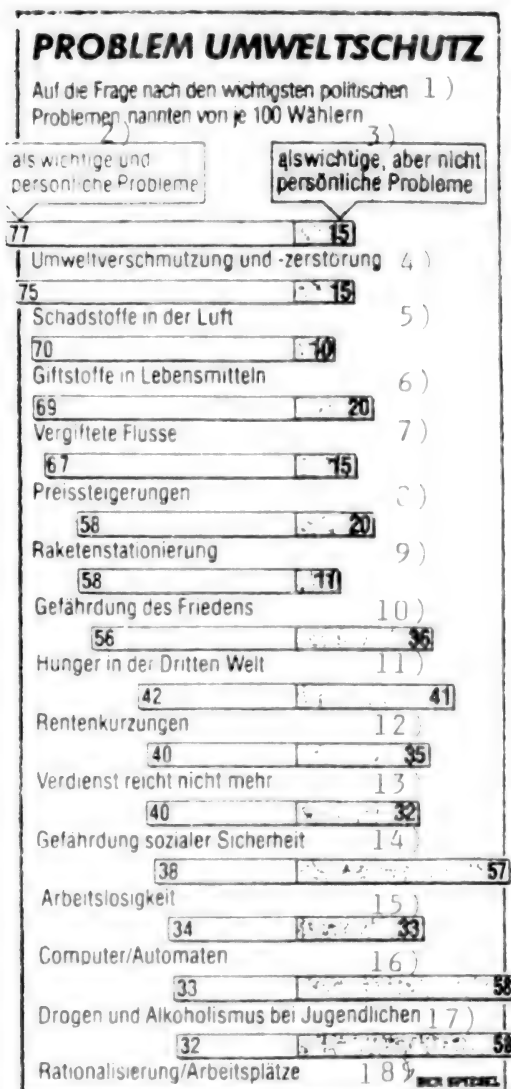 PROBLEM UMWELTSCHUTZ
Auf die Frage nach den wichtigsten politischen 1)
Problemen nannten von je 100 Wählern
2) 3)
als wichtige und
persönliche Probleme
alswichtige, aber nicht
persönliche Probleme
77 15
Umweltverschmutzung und -zerstörung 4)
75 15
Schadstoffe in der Luft 5)
70 10
Giftstoffe in Lebensmitteln 6)
69 20
Vergiftete Flusse 7)
67 15
Preissteigerungen
58 20
Raketenstationierung 9)
58 11
Gefährdung des Friedens 10)
56 36
Hunger in der Dritten Welt 11)
42 41
Rentenkurzungen 12)
40 35
Verdienst reicht nicht mehr 13
40 32
Gefährdung sozialer Sicherheit 14)
38 57
Arbeitslosigkeit 15)
34 33
Computer/Automaten 16)
33 58
Drogen und Alkoholismus bei Jugendlichen 17)
32 58
Rationalisierung/Arbeitsplätze 18)
DER SPIEGEL